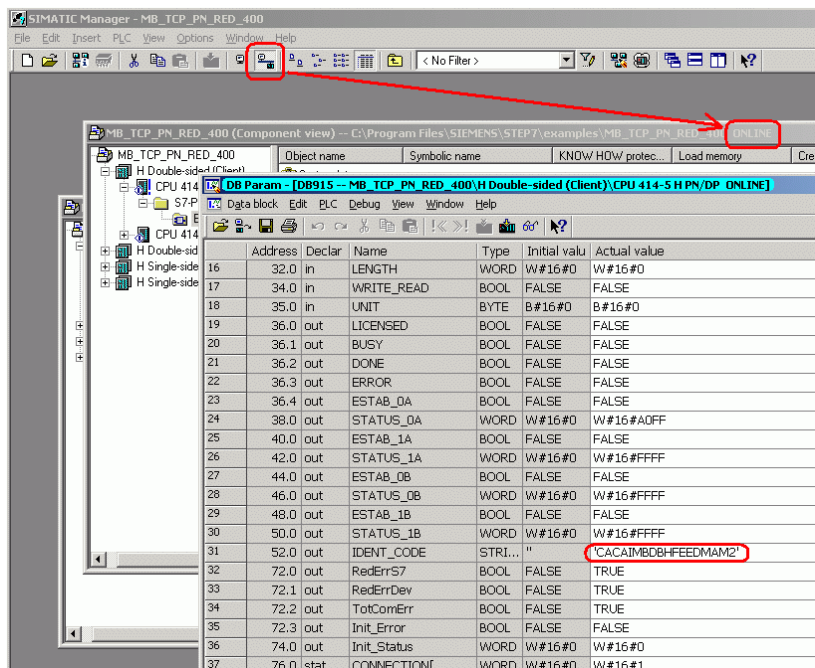 SIMATIC Manager - MB_TCP_PN_RED_400
File Edit Insert PLC View Options Window Help
< No Filter >
MB_TCP_PN_RED_400 (Component view) -- C:\Program Files\SIEMENS\STEP7\examples\MB_TCP_PN_RED_400 ONLINE
MB_TCP_PN_RED_400
H Double-sided (Client)
CPU 414
S7-P
CPU 414
H Double-sid
H Single-side
H Single-side
Object name Symbolic name KNOW HOW protec... Load memory Cre
DB Param - [DB915 -- MB_TCP_PN_RED_400\H Double-sided (Client)\CPU 414-5 H PN/DP ONLINE]
Data block Edit PLC Debug View Window Help
Address Declar Name Type Initial valu Actual value
16 32.0 in LENGTH WORD W#16#0 W#16#0
17 34.0 in WRITE_READ BOOL FALSE FALSE
18 35.0 in UNIT BYTE B#16#0 B#16#0
19 36.0 out LICENSED BOOL FALSE FALSE
20 36.1 out BUSY BOOL FALSE FALSE
21 36.2 out DONE BOOL FALSE FALSE
22 36.3 out ERROR BOOL FALSE FALSE
23 36.4 out ESTAB_0A BOOL FALSE FALSE
24 38.0 out STATUS_0A WORD W#16#0 W#16#A0FF
25 40.0 out ESTAB_1A BOOL FALSE FALSE
26 42.0 out STATUS_1A WORD W#16#0 W#16#FFFF
27 44.0 out ESTAB_0B BOOL FALSE FALSE
28 46.0 out STATUS_0B WORD W#16#0 W#16#FFFF
29 48.0 out ESTAB_1B BOOL FALSE FALSE
30 50.0 out STATUS_1B WORD W#16#0 W#16#FFFF
31 52.0 out IDENT_CODE STRI... '' 'CACAIMBDBHFEEDMAM2'
32 72.0 out RedErrS7 BOOL FALSE TRUE
33 72.1 out RedErrDev BOOL FALSE TRUE
34 72.2 out TotComErr BOOL FALSE TRUE
35 72.3 out Init_Error BOOL FALSE FALSE
36 74.0 out Init_Status WORD W#16#0 W#16#0
37 76.0 stat CONNECTION[ WORD W#16#0 W#16#1